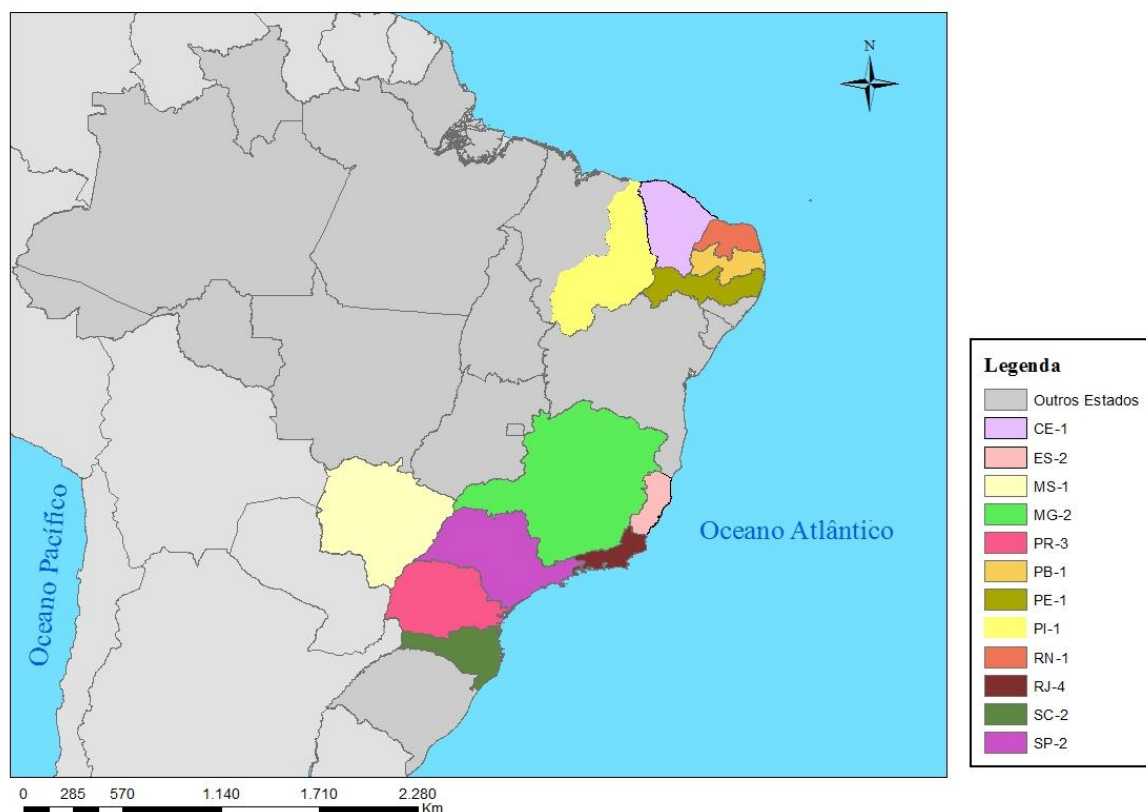 N
Oceano Pacífico
Oceano Atlântico
Legenda
Outros Estados
CE-1
ES-2
MS-1
MG-2
PR-3
PB-1
PE-1
PI-1
RN-1
RJ-4
SC-2
SP-2
0 285 570 1.140 1.710 2.280
Km